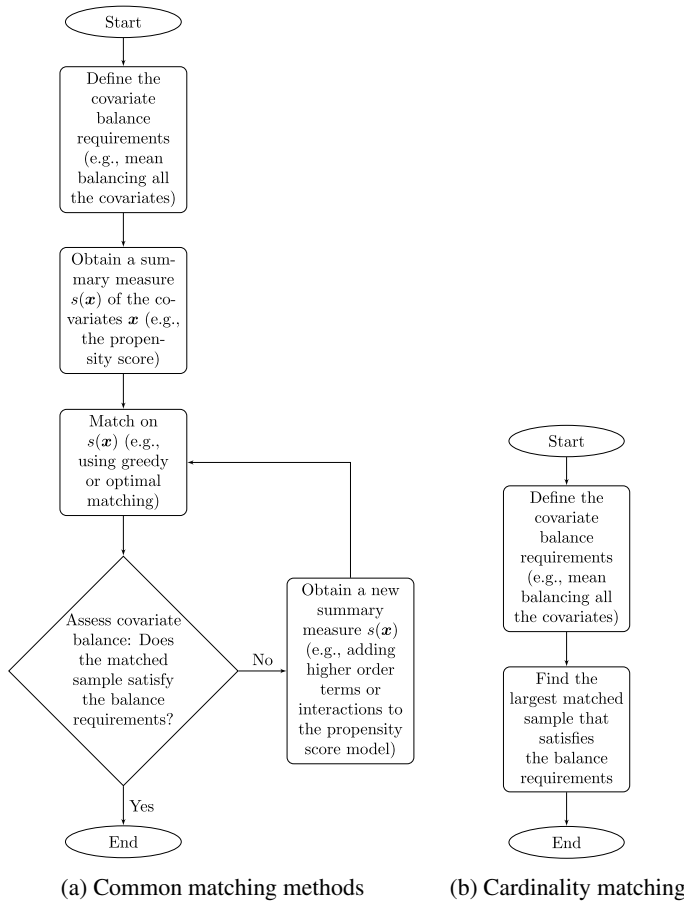 Start
Define the
covariate
balance
requirements
(e.g., mean
balancing all
the covariates)
Obtain a sum-
mary measure
s(x) of the co-
variates x (e.g.,
the propen-
sity score)
Match on
s(x) (e.g.,
using greedy
or optimal
matching)
Assess covariate
balance: Does
the matched
sample satisfy
the balance
requirements?
No
Obtain a new
summary
measure s(x)
(e.g., adding
higher order
terms or
interactions to
the propensity
score model)
Yes
End
(a) Common matching methods
Start
Define the
covariate
balance
requirements
(e.g., mean
balancing all
the covariates)
Find the
largest matched
sample that
satisfies
the balance
requirements
End
(b) Cardinality matching